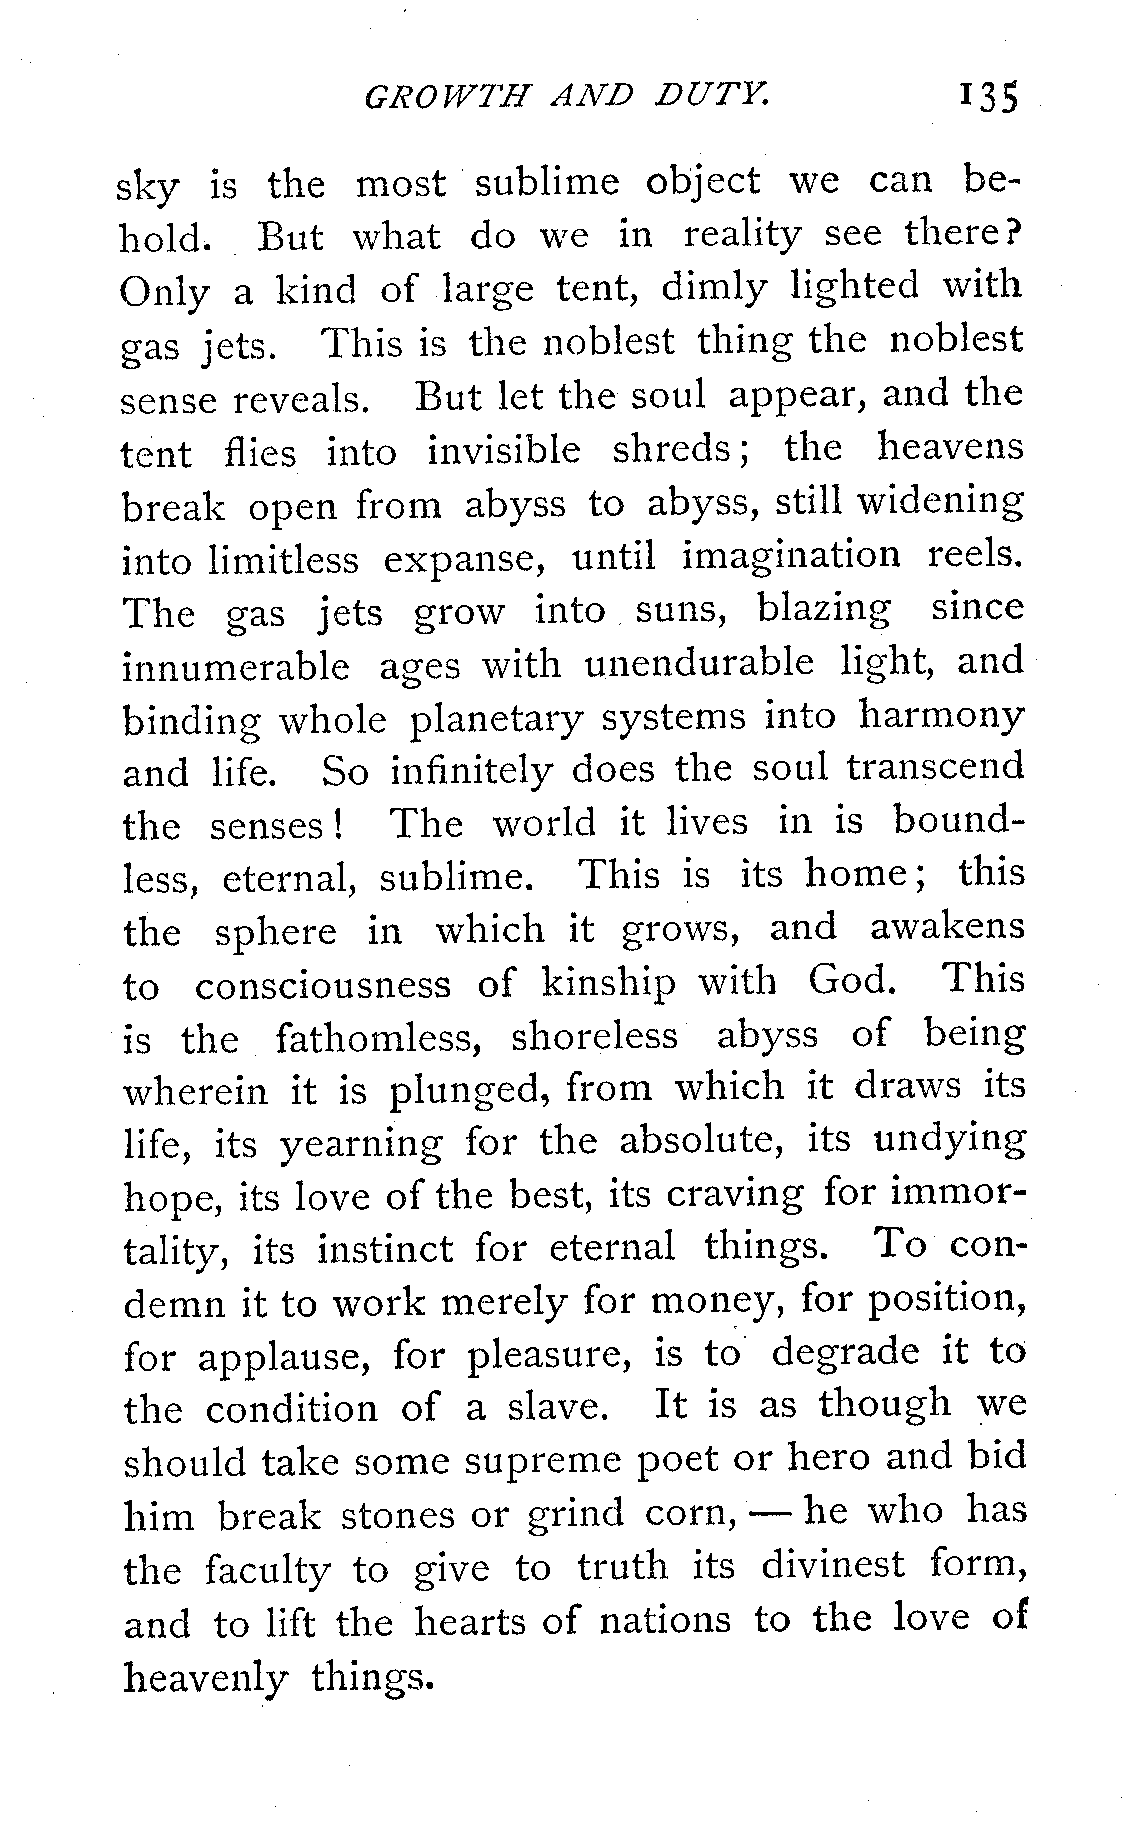 GROWTH AND DUTY. 135
sky is the most sublime object we can be-
hold. But what do we in reality see there?
Only a kind of large tent, dimly lighted with
gas jets. This is the noblest thing the noblest
sense reveals. But let the soul appear, and the
tent flies into invisible shreds; the heavens
break open from abyss to abyss, still widening
into limitless expanse, until imagination reels.
The gas jets grow into suns, blazing since
innumerable ages with unendurable light, and
binding whole planetary systems into harmony
and life. So infinitely does the soul transcend
the senses! The world it lives in is bound-
less, eternal, sublime. This is its home; this
the sphere in which it grows, and awakens
to consciousness of kinship with God. This
is the fathomless, shoreless abyss of being
wherein it is plunged, from which it draws its
life, its yearning for the absolute, its undying
hope, its love of the best, its craving for immor-
tality, its instinct for eternal things. To con-
demn it to work merely for money, for position,
for applause, for pleasure, is to degrade it to
the condition of a slave. It is as though we
should take some supreme poet or hero and bid
him break stones or grind corn, — he who has
the faculty to give to truth its divinest form,
and to lift the hearts of nations to the love of
heavenly things.